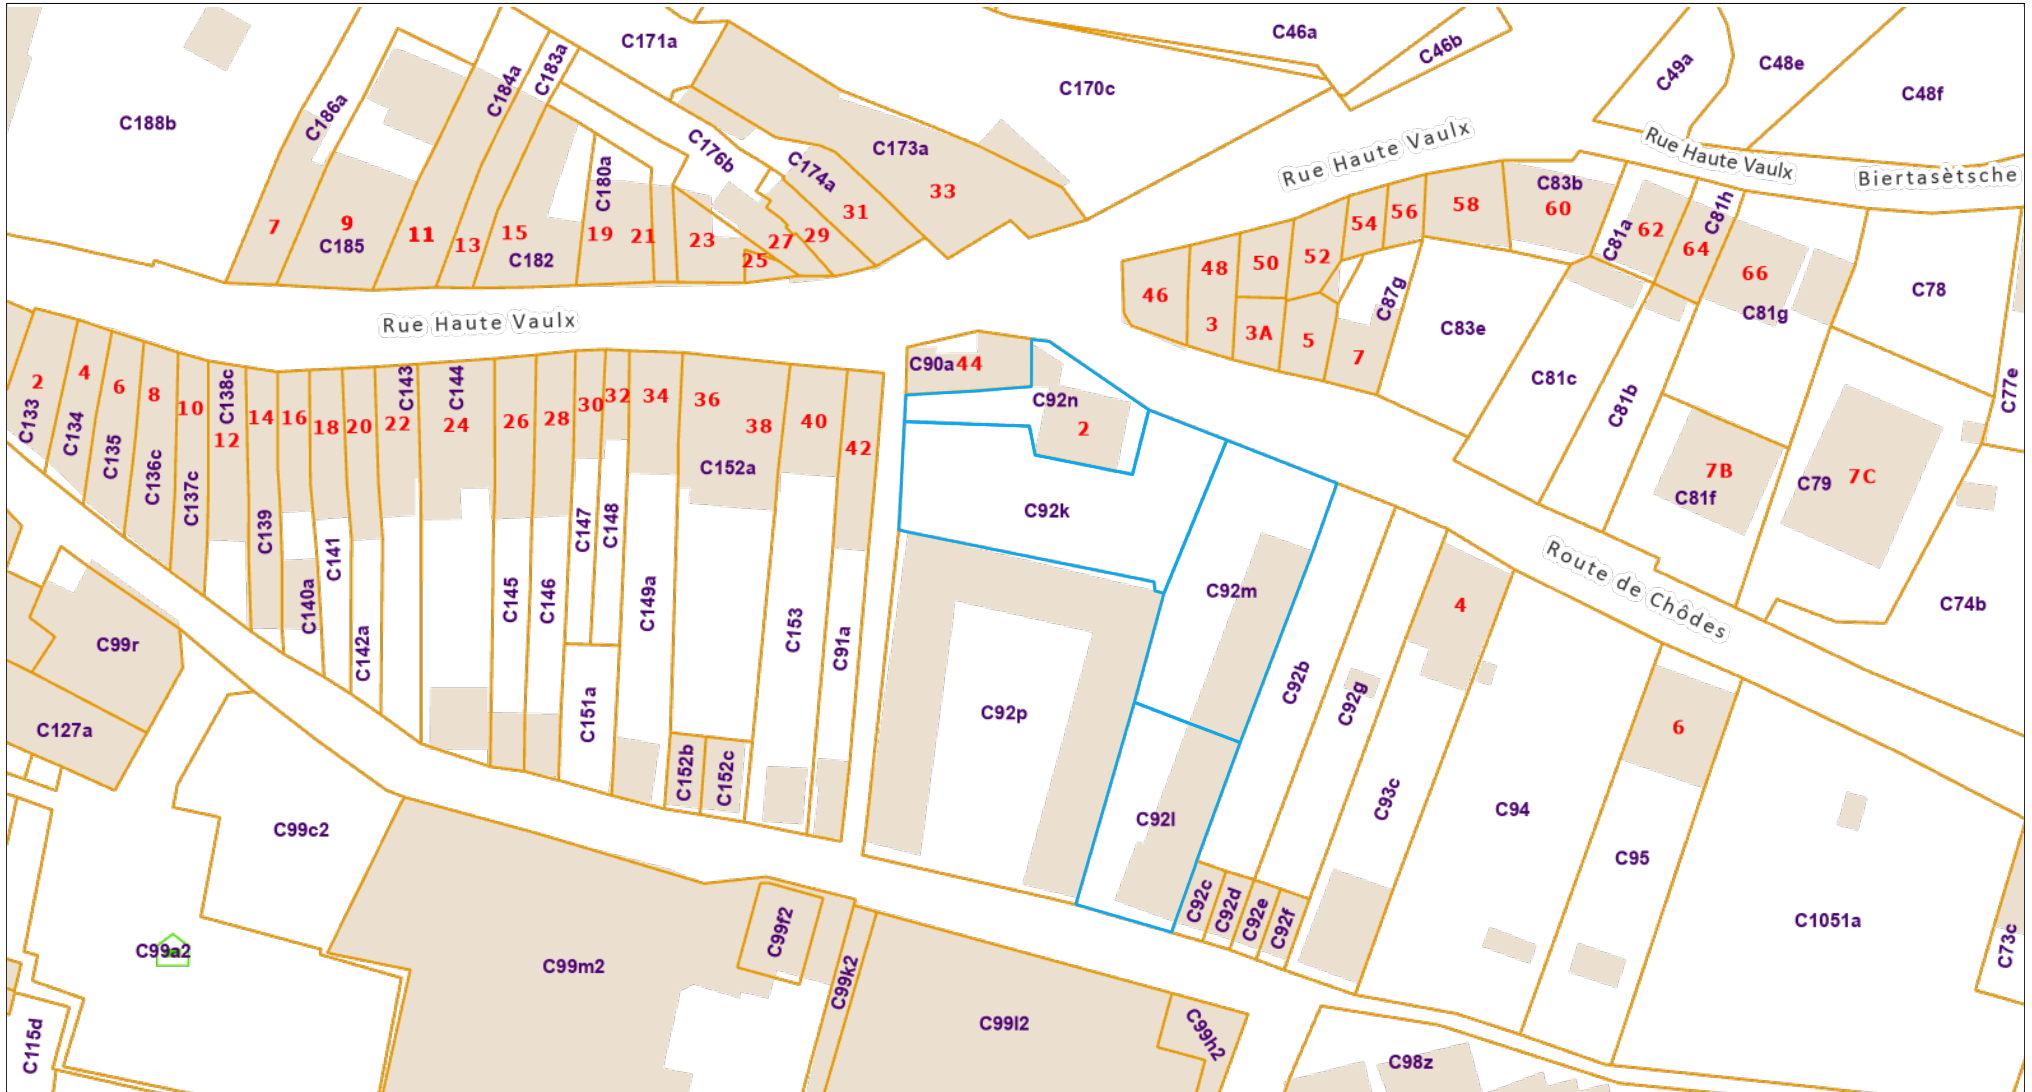 C171a
C46a
C46b
C49a
C48e
C48f
C170c
C188b
C186a
C184a
C183a
C176b
C174a
C173a
33
Rue Haute Vaulx
Rue Haute Vaulx
Biertasètsche
C180a
31
7
9
C185
11
13
15
C182
19
21
23
25
27
29
54
56
58
C83b
60
C81a
62
C81h
64
66
C81g
C78
46
48
50
52
3
3A
5
7
C87g
C83e
C81c
C81b
C77e
Rue Haute Vaulx
2
C133
4
C134
6
C135
8
C136c
10
C137c
C138c
12
14
C139
16
C140a
18
C141
20
C142a
C143
22
C144
24
26
C145
28
C146
30
C147
32
C148
34
C149a
36
38
C152a
40
C153
42
C91a
C90a
44
C92n
2
C92k
C92m
C92b
C92g
4
Route de Chôdes
7B
C81f
C79
7C
C74b
C99r
C127a
C151a
C152b
C152c
C92p
C92l
C93c
C94
6
C95
C1051a
C73c
C99c2
C99a2
C115d
C99m2
C99f2
C99k2
C99l2
C99h2
C92c
C92d
C92e
C92f
C98z